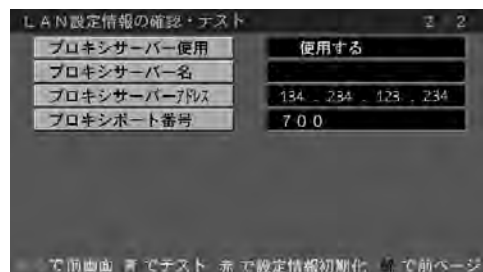 LAN設定情報の確認・テスト 2 2
プロキシサーバー使用 使用する
プロキシサーバー名
プロキシサーバーアドレス 134 . 234 . 123 . 234
プロキシポート番号 700
で前画面 青 でテスト 赤 で設定情報初期化 緑 で前ページ